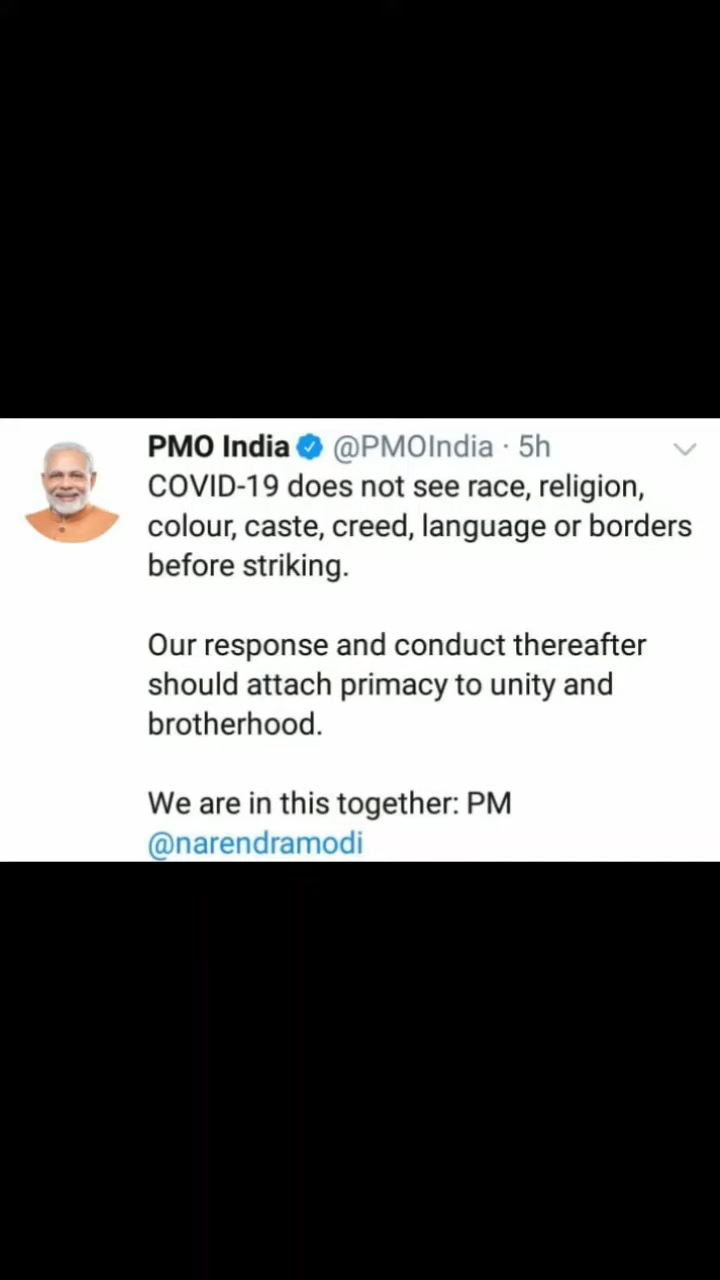 PMO India @PMOIndia · 5h
COVID-19 does not see race, religion,
colour, caste, creed, language or borders
before striking.
Our response and conduct thereafter
should attach primacy to unity and
brotherhood.
We are in this together: PM
@narendramodi